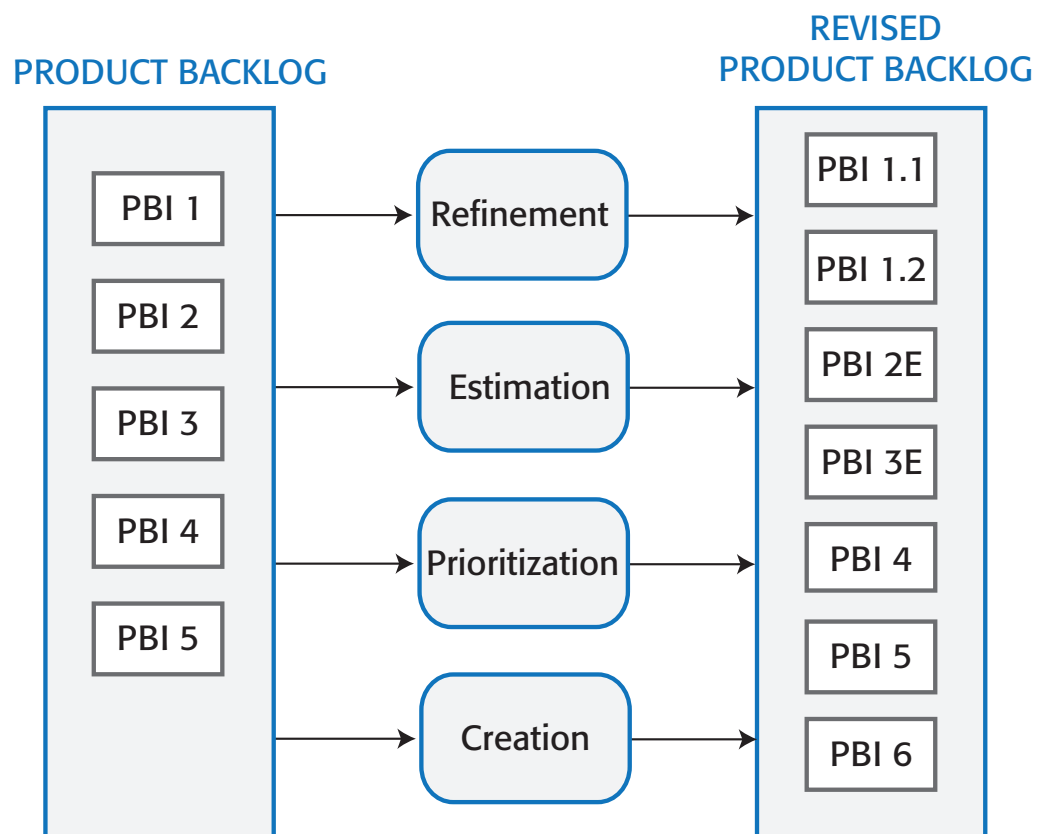 PRODUCT BACKLOG
PBI 1
PBI 2
PBI 3
PBI 4
PBI 5
Refinement
Estimation
Prioritization
Creation
REVISED
PRODUCT BACKLOG
PBI 1.1
PBI 1.2
PBI 2E
PBI 3E
PBI 4
PBI 5
PBI 6